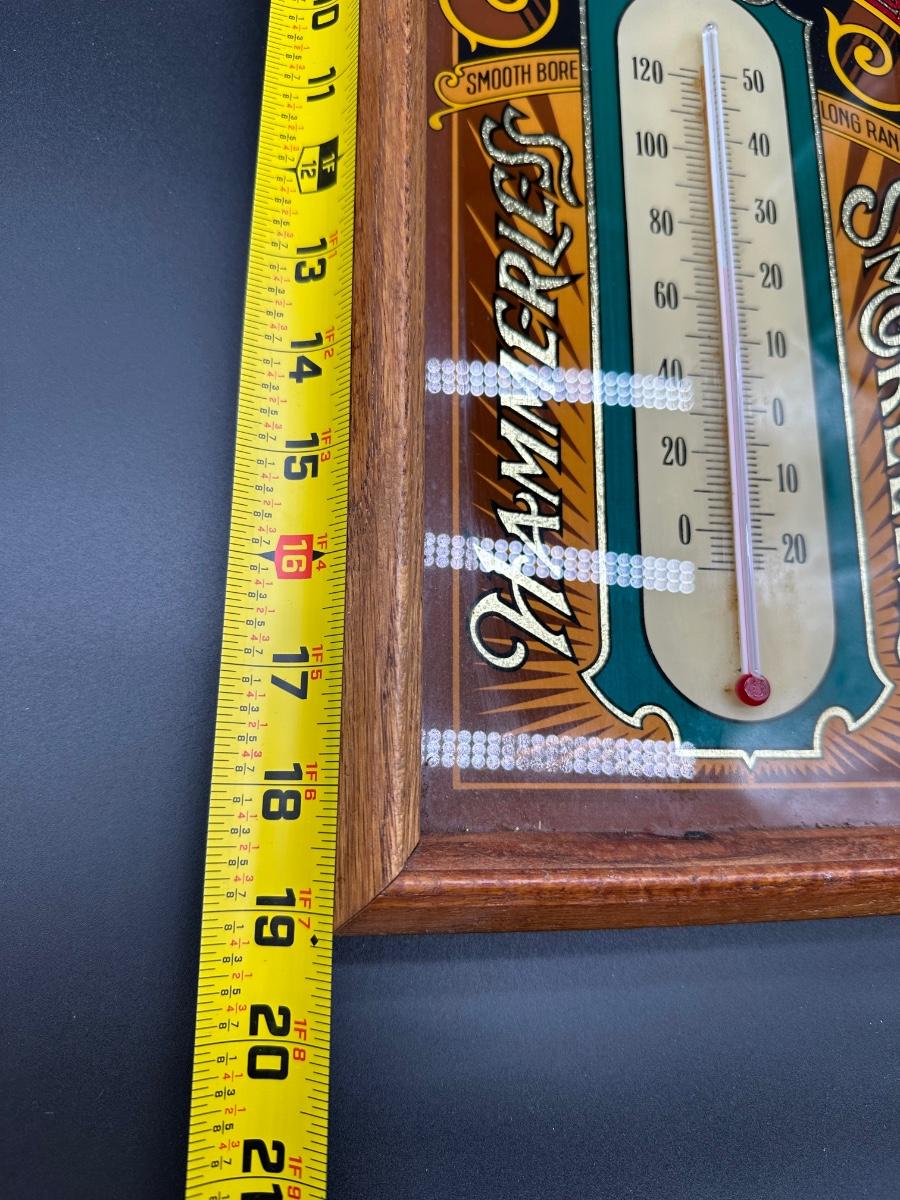 10
11
1F
12
1F1
13
1F2
14
1F3
15
1F4
16
1F5
17
1F6
18
1F7
19
1F8
20
1F9
21
SMOOTH BORE
HAMMERLESS
120 50
100 40
80 30
60 20
40 10
0
20 10
0 20
LONG RAN